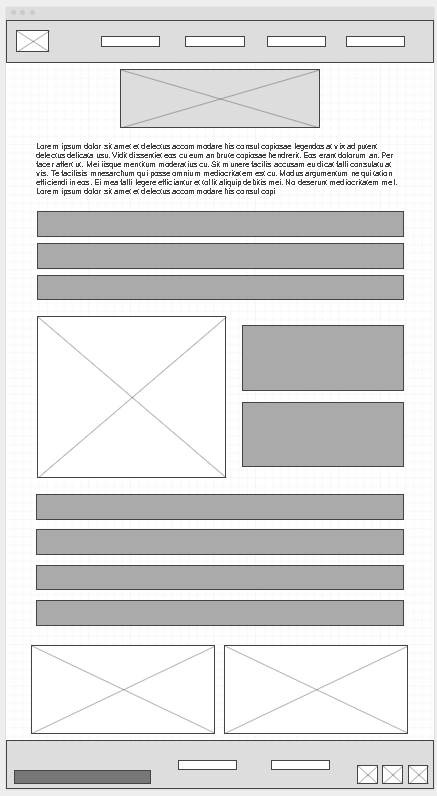 Lorem ipsum dolor sit amet et delectus accommodare his consul copiosae legendos at vix ad putent
delectus delicata usu. Vidit dissentiet eos cu eum an brute copiosae hendrerit. Eos erant dolorum an. Per
facer affert ut. Mei iisque mentitum moderatius cu. Sit munere facilis accusam eu dicat falli consulatu at
vis. Te facilisis mnesarchum qui posse omnium mediocritatem est cu. Modus argumentum ne qui tation
efficiendi in eos. Ei mea falli legere efficiantur et tollit aliquip debitis mei. No deserunt mediocritatem mel.
Lorem ipsum dolor sit amet et delectus accommodare his consul copi